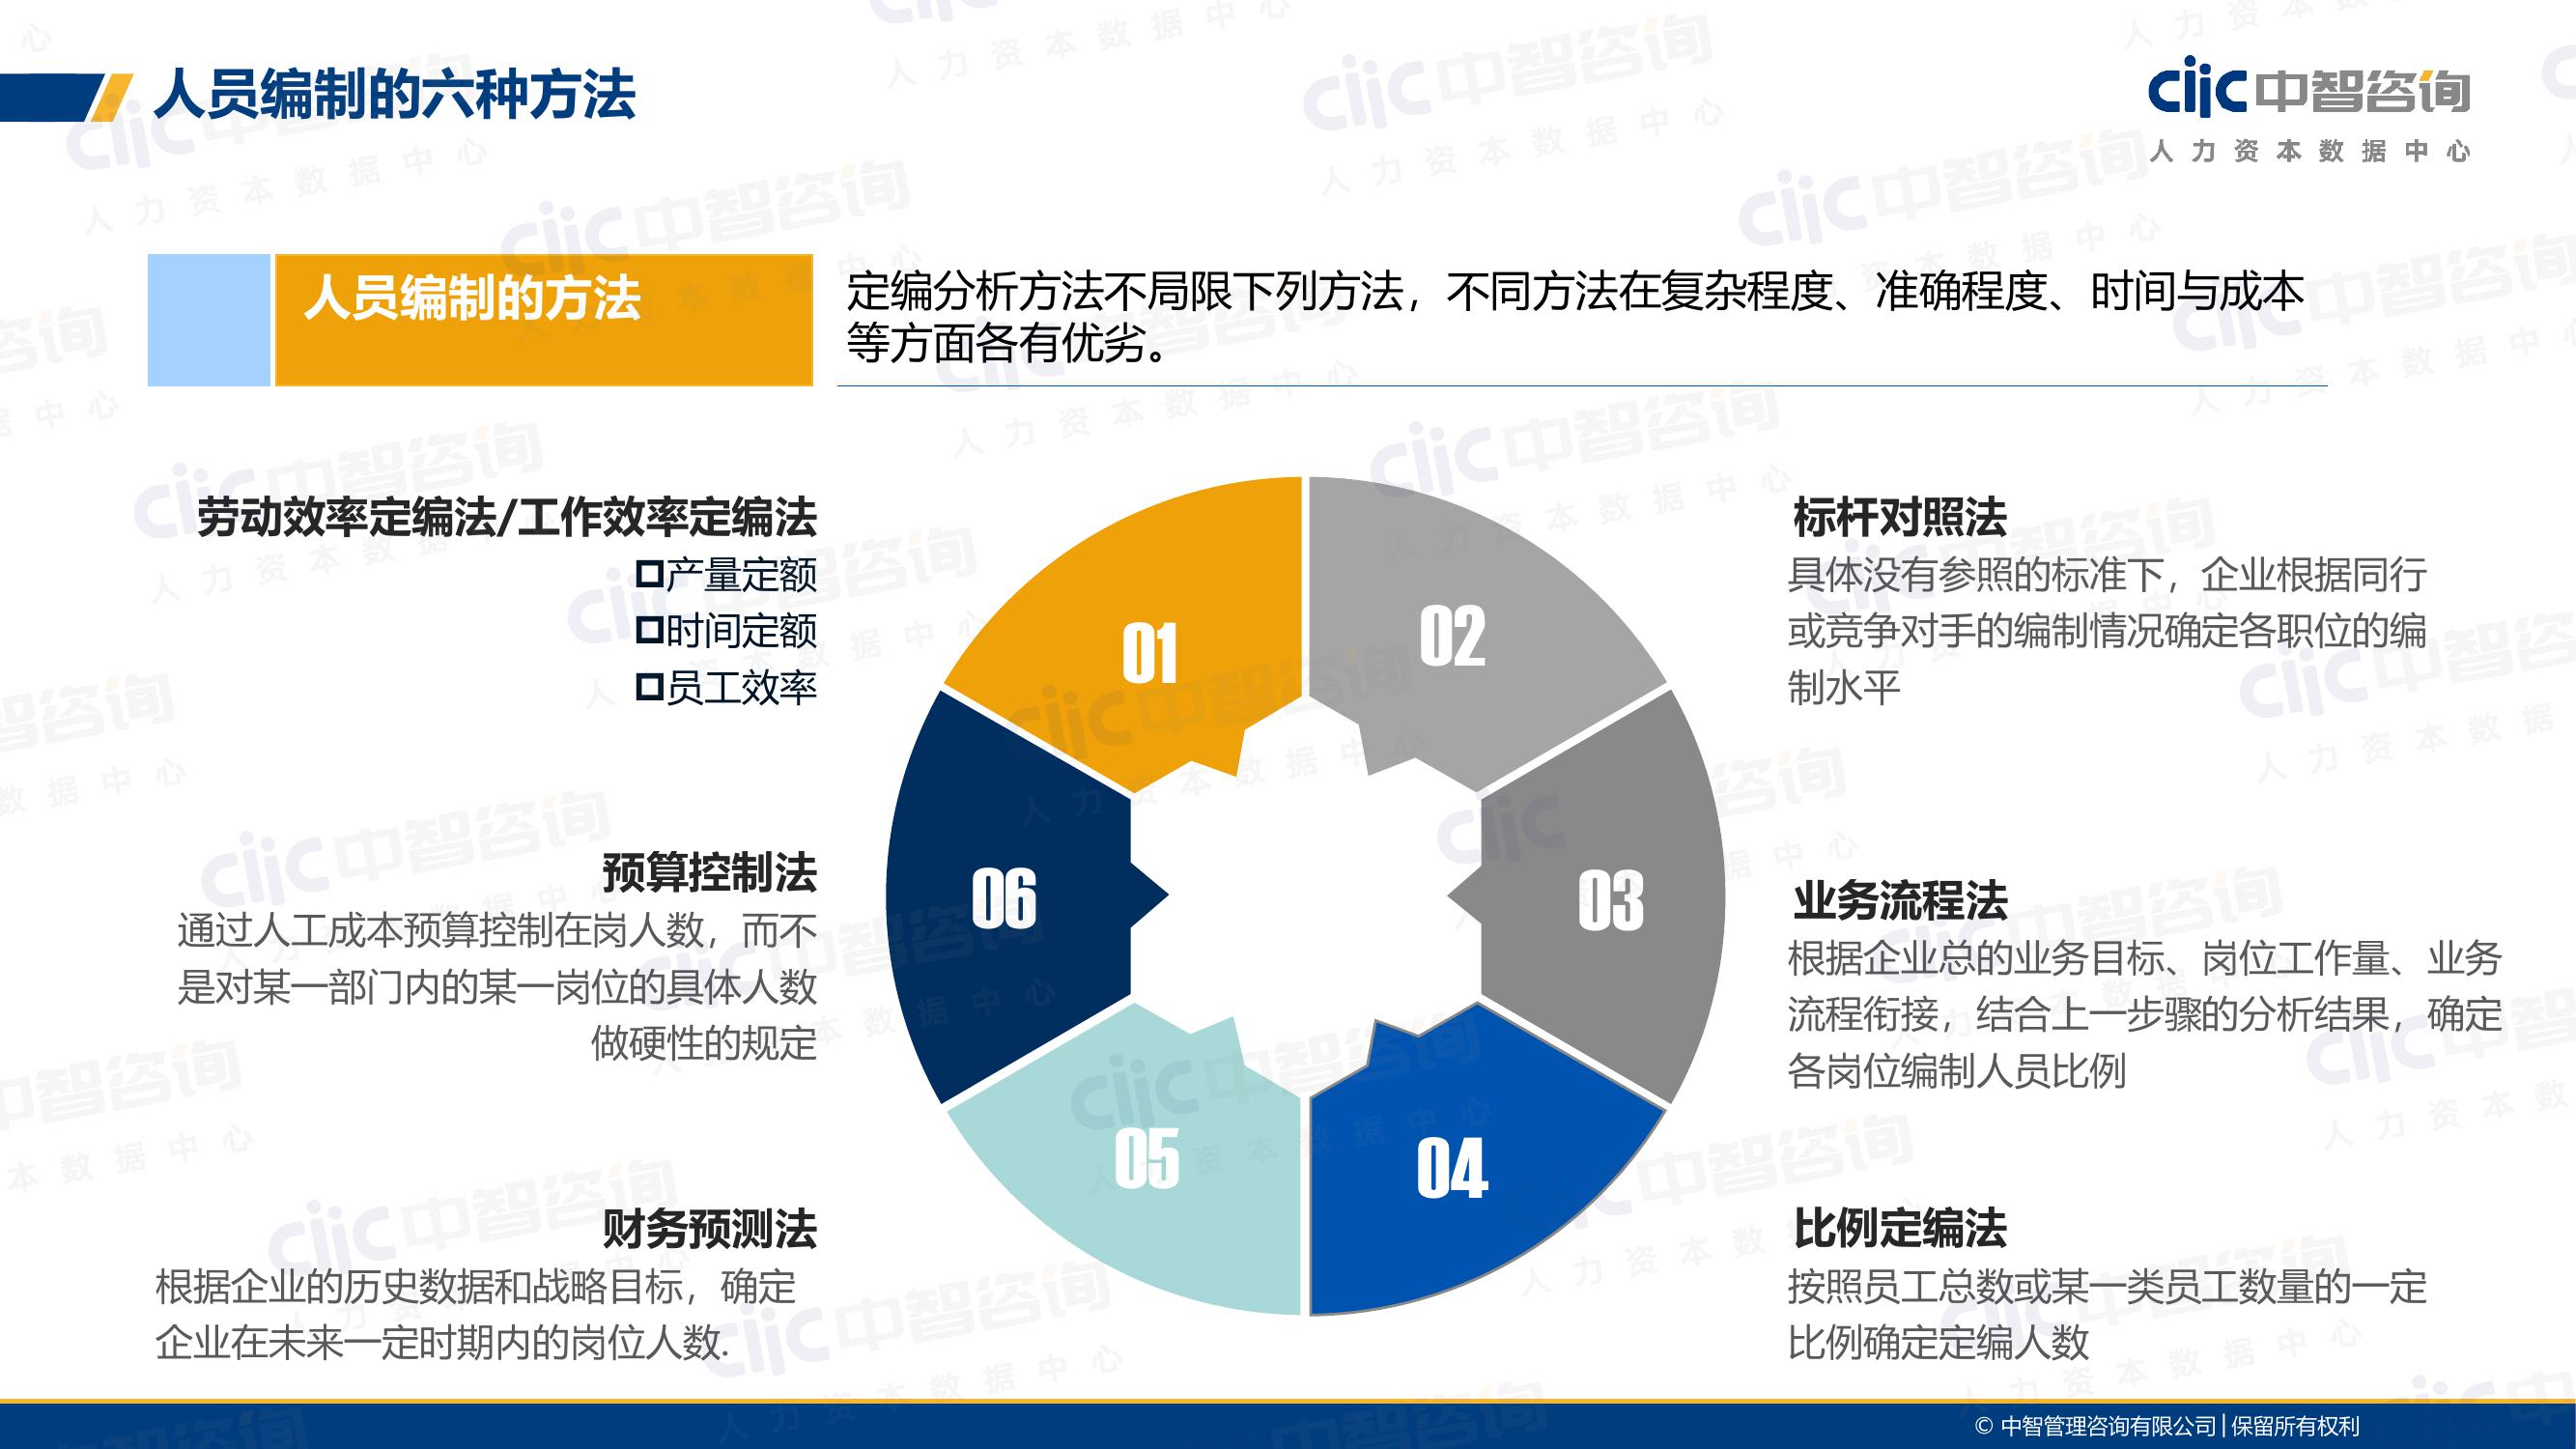 人员编制的六种方法
ciic中智咨询
人力资本数据中心
人员编制的方法
定编分析方法不局限下列方法，不同方法在复杂程度、准确程度、时间与成本
等方面各有优劣。
劳动效率定编法/工作效率定编法
产量定额
时间定额
员工效率
01
02
标杆对照法
具体没有参照的标准下，企业根据同行
或竞争对手的编制情况确定各职位的编
制水平
预算控制法
通过人工成本预算控制在岗人数，而不
是对某一部门内的某一岗位的具体人数
做硬性的规定
06
03
业务流程法
根据企业总的业务目标、岗位工作量、业务
流程衔接，结合上一步骤的分析结果，确定
各岗位编制人员比例
财务预测法
根据企业的历史数据和战略目标，确定
企业在未来一定时期内的岗位人数.
05
04
比例定编法
按照员工总数或某一类员工数量的一定
比例确定定编人数
© 中智管理咨询有限公司|保留所有权利